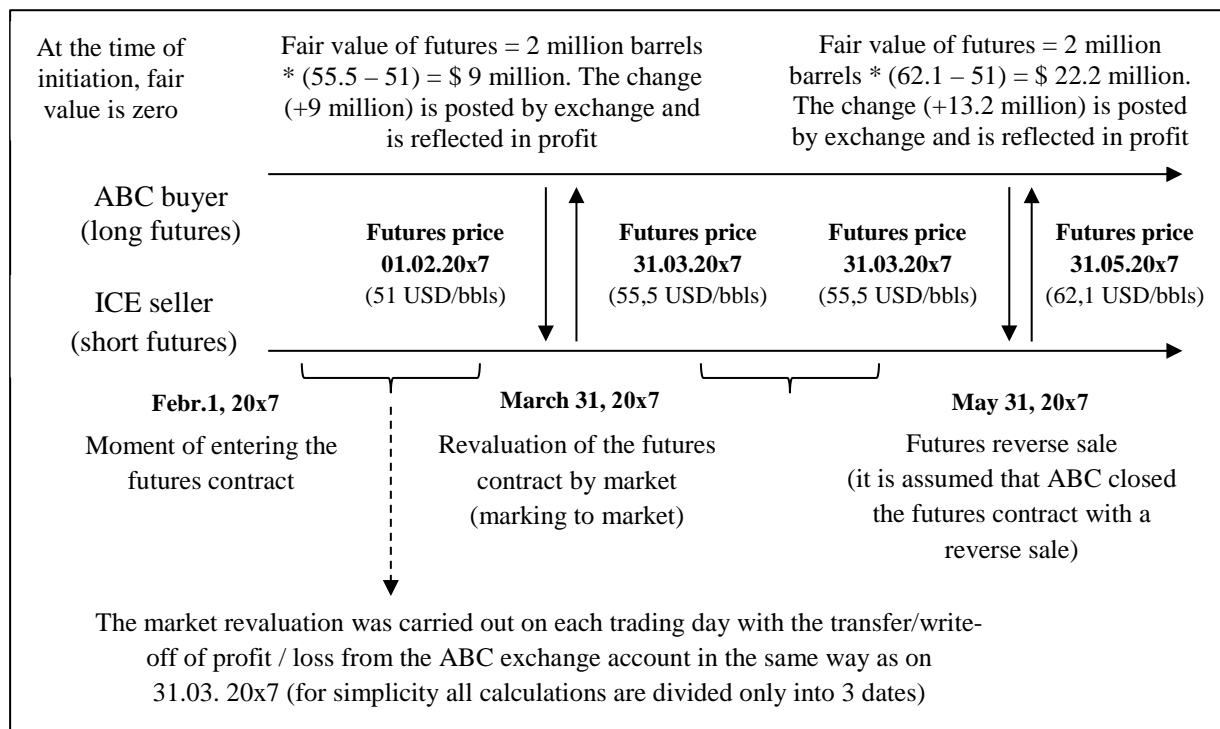 At the time of
initiation, fair
value is zero
Fair value of futures = 2 million barrels
* (55.5 – 51) = $ 9 million. The change
(+9 million) is posted by exchange and
is reflected in profit
Fair value of futures = 2 million
barrels * (62.1 – 51) = $ 22.2 million.
The change (+13.2 million) is posted
by exchange and is reflected in profit
ABC buyer
(long futures)
Futures price
01.02.20x7
(51 USD/bbls)
Futures price
31.03.20x7
(55,5 USD/bbls)
Futures price
31.03.20x7
(55,5 USD/bbls)
Futures price
31.05.20x7
(62,1 USD/bbls)
ICE seller
(short futures)
Febr.1, 20x7
Moment of entering the
futures contract
March 31, 20x7
Revaluation of the futures
contract by market
(marking to market)
May 31, 20x7
Futures reverse sale
(it is assumed that ABC closed
the futures contract with a
reverse sale)
The market revaluation was carried out on each trading day with the transfer/write-
off of profit / loss from the ABC exchange account in the same way as on
31.03. 20x7 (for simplicity all calculations are divided only into 3 dates)